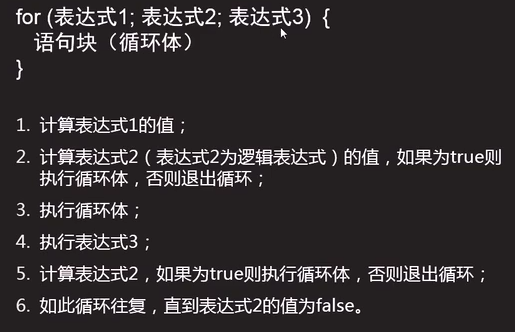 for (表达式1; 表达式2; 表达式3) {
语句块（循环体）
}
1. 计算表达式1的值；
2. 计算表达式2（表达式2为逻辑表达式）的值，如果为true则
执行循环体，否则退出循环；
3. 执行循环体；
4. 执行表达式3；
5. 计算表达式2，如果为true则执行循环体，否则退出循环；
6. 如此循环往复，直到表达式2的值为false。